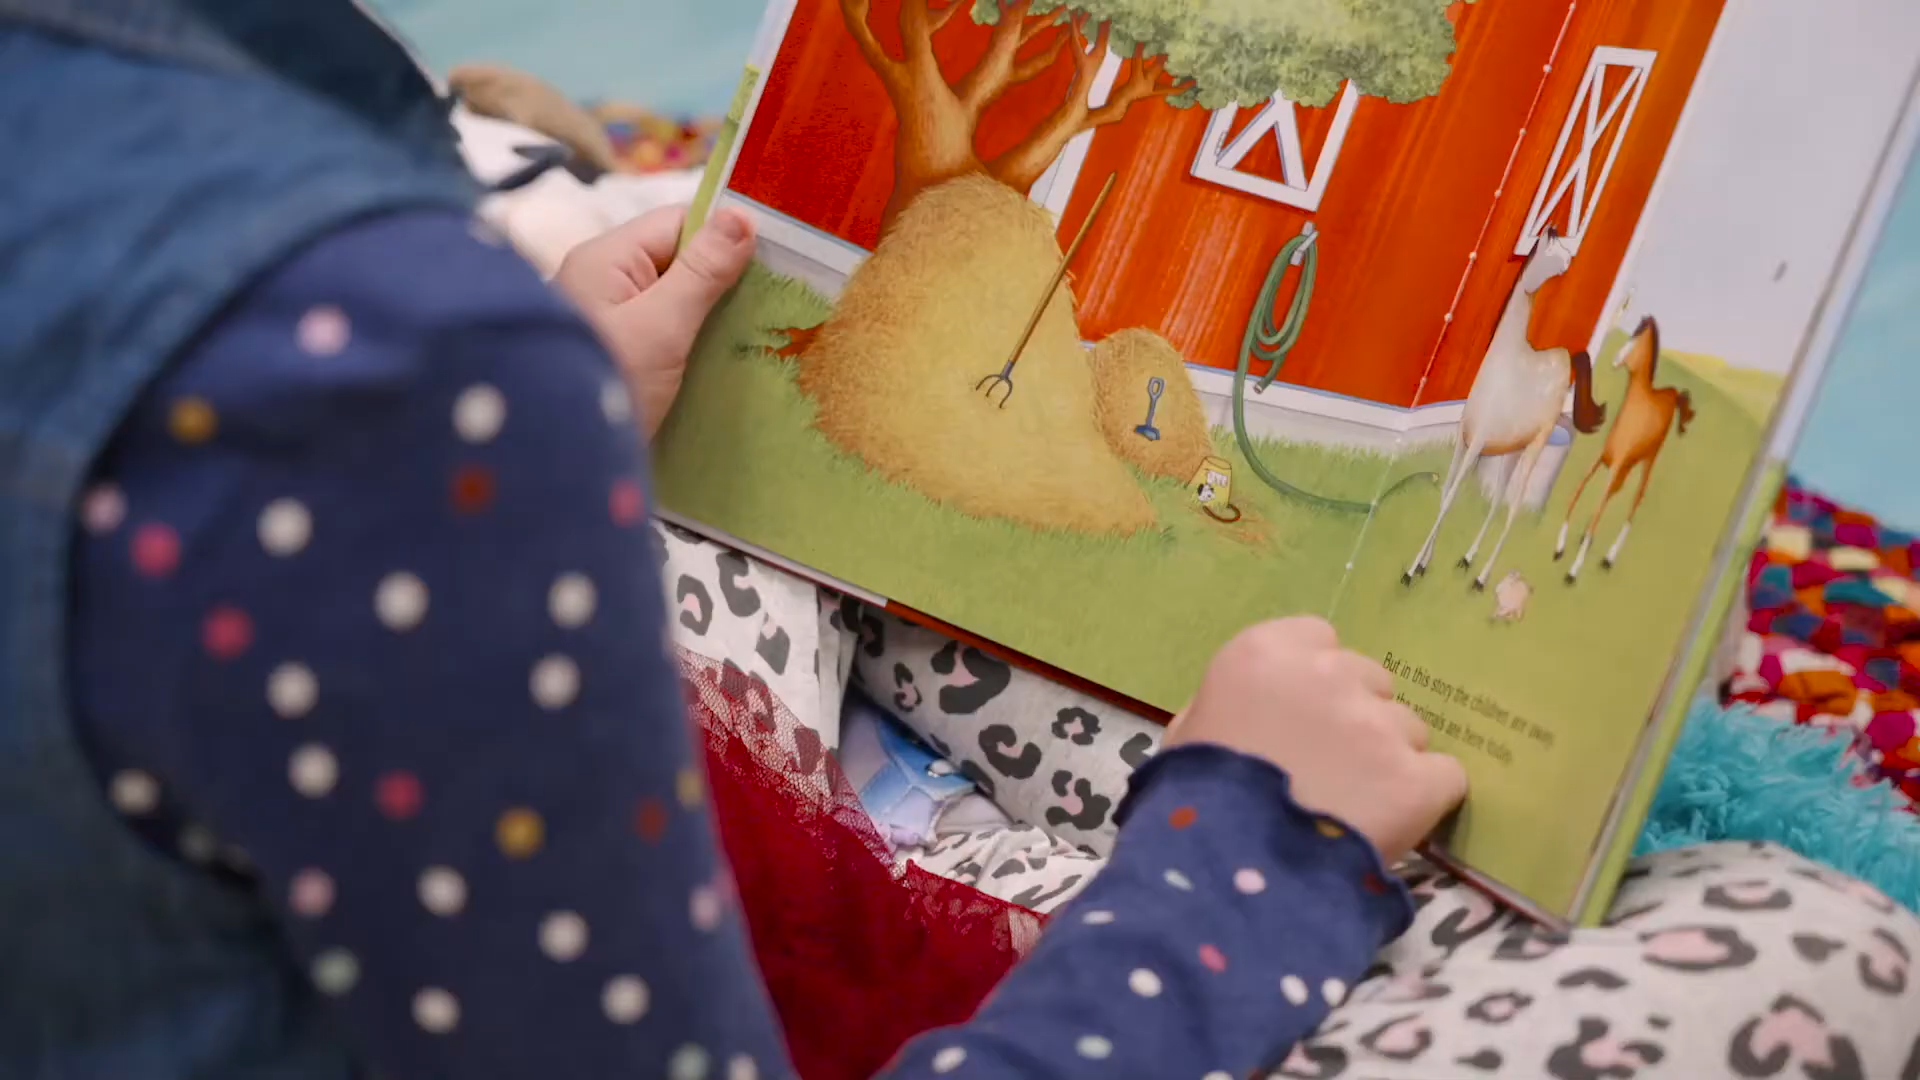 But in this story the children are away,
the animals are here today.